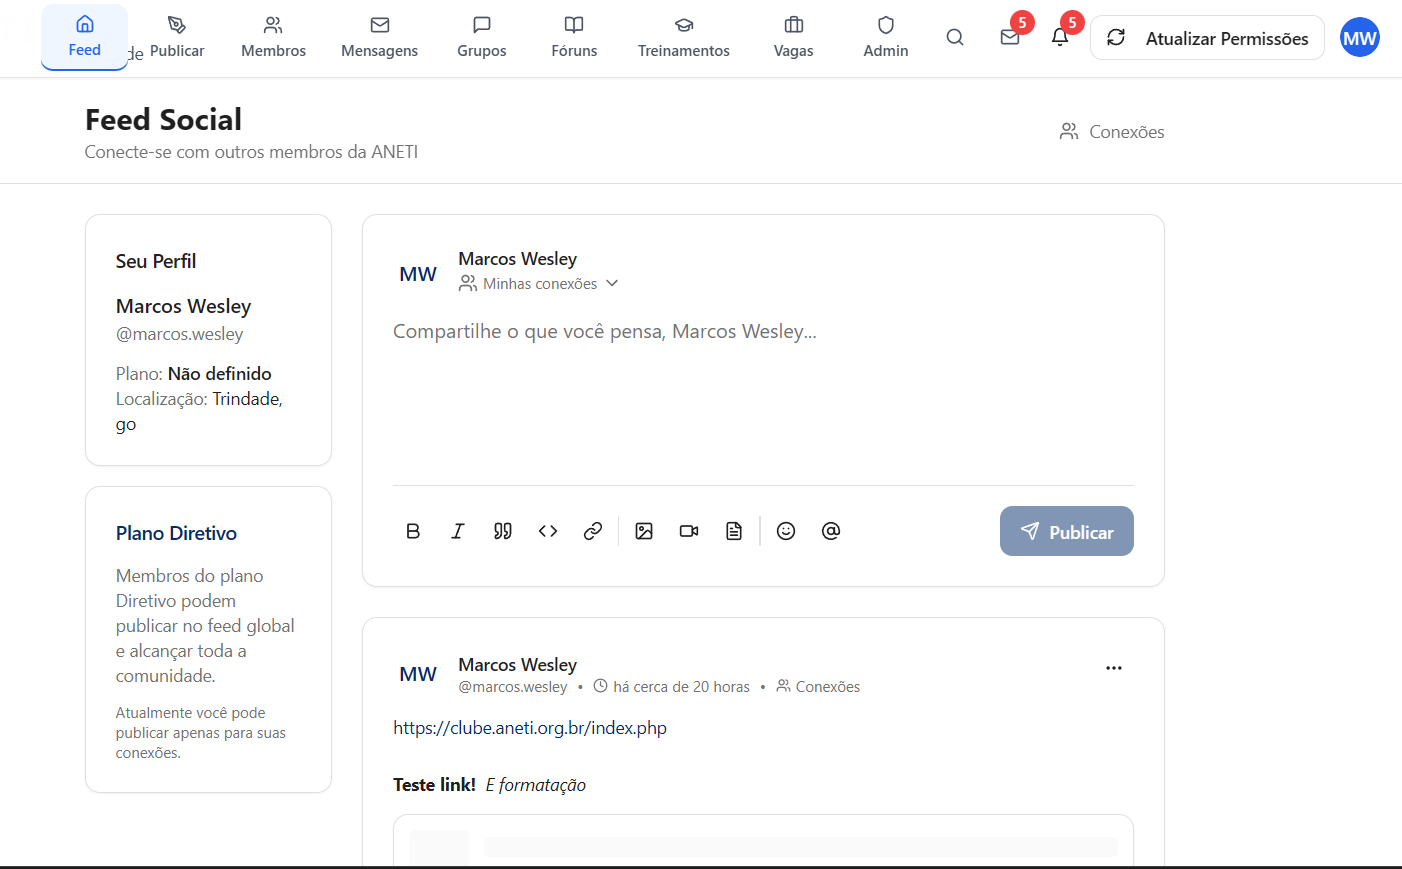 Feed
de
Publicar
Membros
Mensagens
Grupos
Fóruns
Treinamentos
Vagas
Admin
5
5
Atualizar Permissões
MW
Feed Social
Conecte-se com outros membros da ANETI
Conexões
Seu Perfil
Marcos Wesley
@marcos.wesley
Plano: Não definido
Localização: Trindade,
go
Plano Diretivo
Membros do plano
Diretivo podem
publicar no feed global
e alcançar toda a
comunidade.
Atualmente você pode
publicar apenas para suas
conexões.
MW
Marcos Wesley
Minhas conexões
Compartilhe o que você pensa, Marcos Wesley...
Publicar
MW
Marcos Wesley
@marcos.wesley • há cerca de 20 horas • Conexões
https://clube.aneti.org.br/index.php
Teste link! E formatação